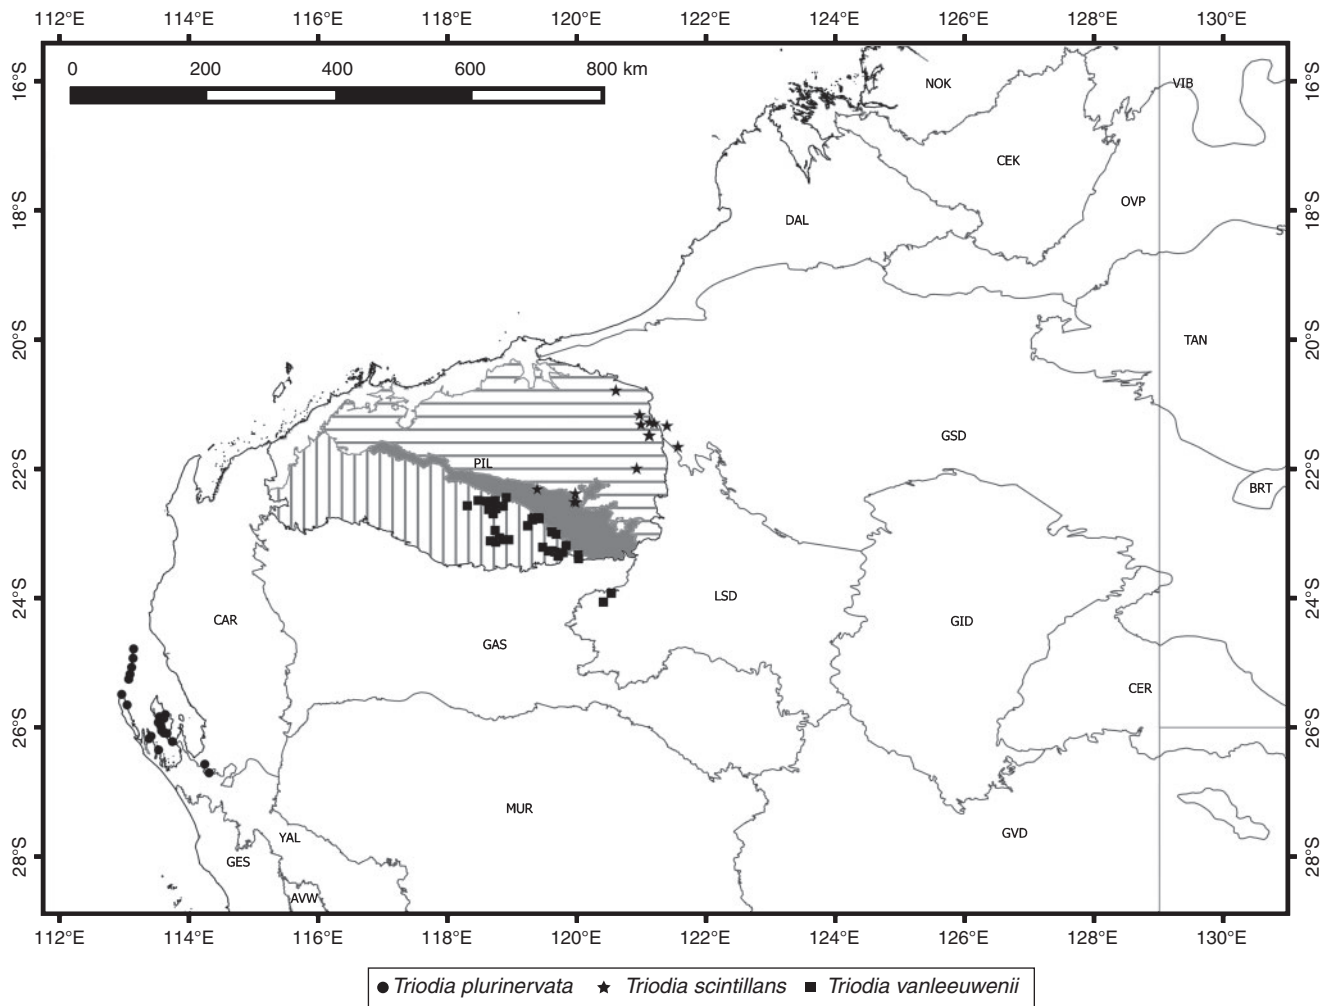 112°E 114°E 116°E 118°E 120°E 122°E 124°E 126°E 128°E 130°E
0 200 400 600 800 km
16°S 16°S
NOK VIB
CEK
OVP
18°S DAL 18°S
20°S TAN 20°S
GSD
22°S PIL 22°S
BRT
24°S LSD 24°S
CAR GID
GAS
CER
26°S 26°S
MUR
GVD
YAL
28°S GES 28°S
AVW
112°E 114°E 116°E 118°E 120°E 122°E 124°E 126°E 128°E 130°E
Triodia plurinervata Triodia scintillans Triodia vanleeuwenii